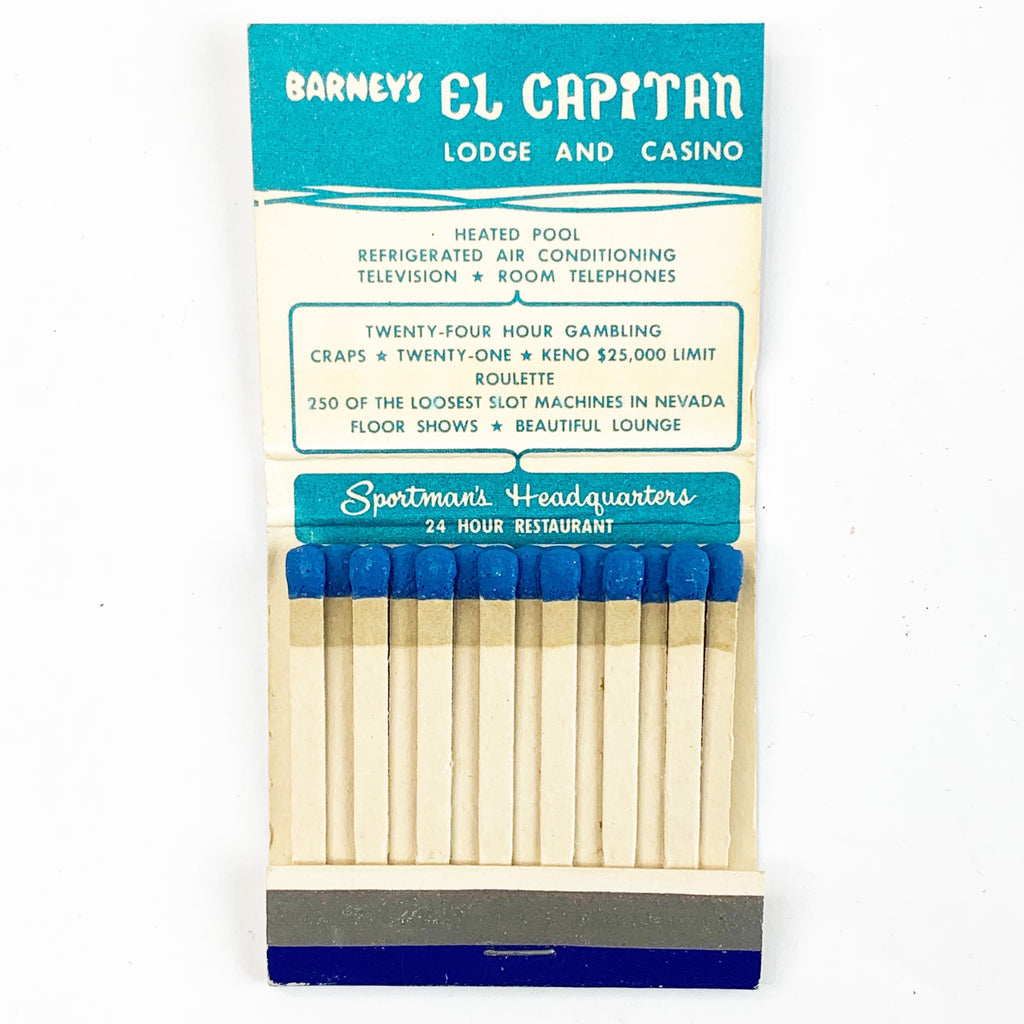 BARNEY'S EL CAPITAN
LODGE AND CASINO
HEATED POOL
REFRIGERATED AIR CONDITIONING
TELEVISION ★ ROOM TELEPHONES
TWENTY-FOUR HOUR GAMBLING
CRAPS ★ TWENTY-ONE ★ KENO $25,000 LIMIT
ROULETTE
250 OF THE LOOSEST SLOT MACHINES IN NEVADA
FLOOR SHOWS ★ BEAUTIFUL LOUNGE
Sportman's Headquarters
24 HOUR RESTAURANT